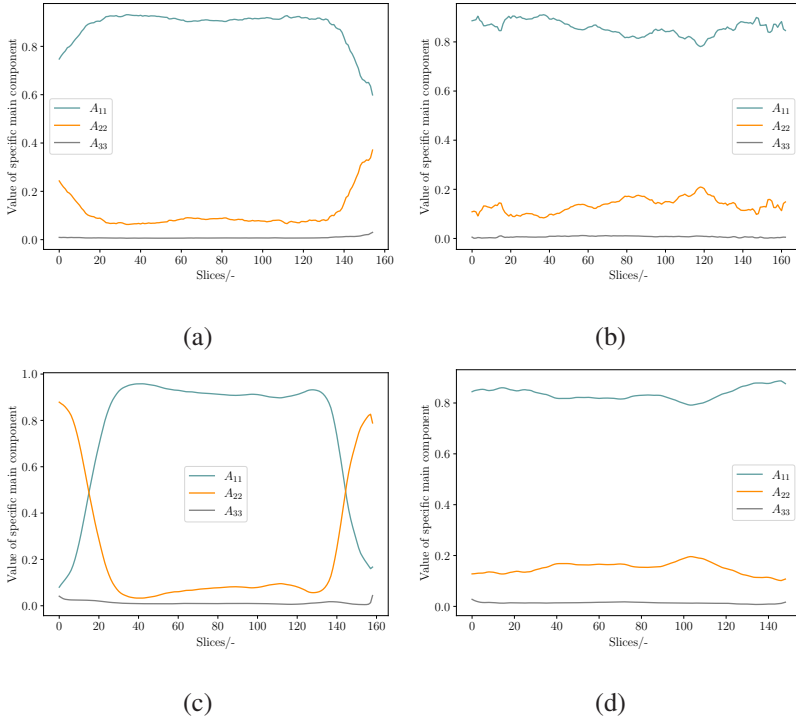 Value of specific main component
0.8
0.6
0.4
0.2
0.0
A11
A22
A33
0 20 40 60 80 100 120 140 160
Slices/-
(a)
Value of specific main component
0.8
0.6
0.4
0.2
0.0
A11
A22
A33
0 20 40 60 80 100 120 140 160
Slices/-
(b)
Value of specific main component
1.0
0.8
0.6
0.4
0.2
0.0
A11
A22
A33
0 20 40 60 80 100 120 140 160
Slices/-
(c)
Value of specific main component
0.8
0.6
0.4
0.2
0.0
A11
A22
A33
0 20 40 60 80 100 120 140
Slices/-
(d)